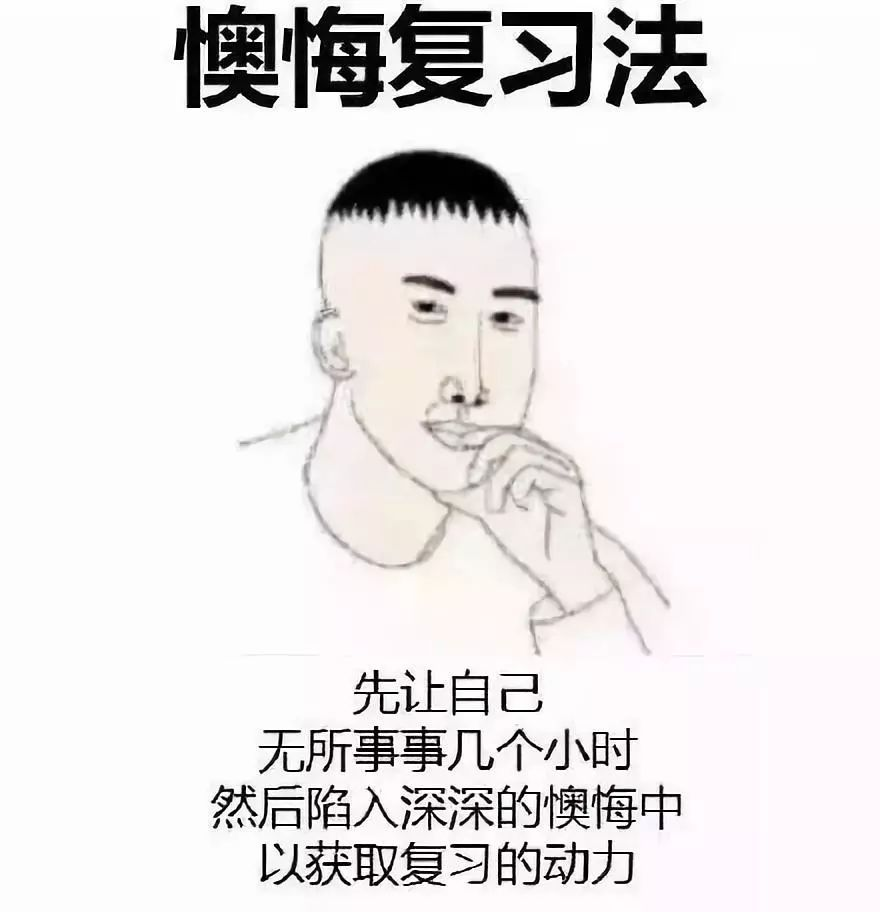 懊悔复习法
先让自己
无所事事几个小时
然后陷入深深的懊悔中
以获取复习的动力